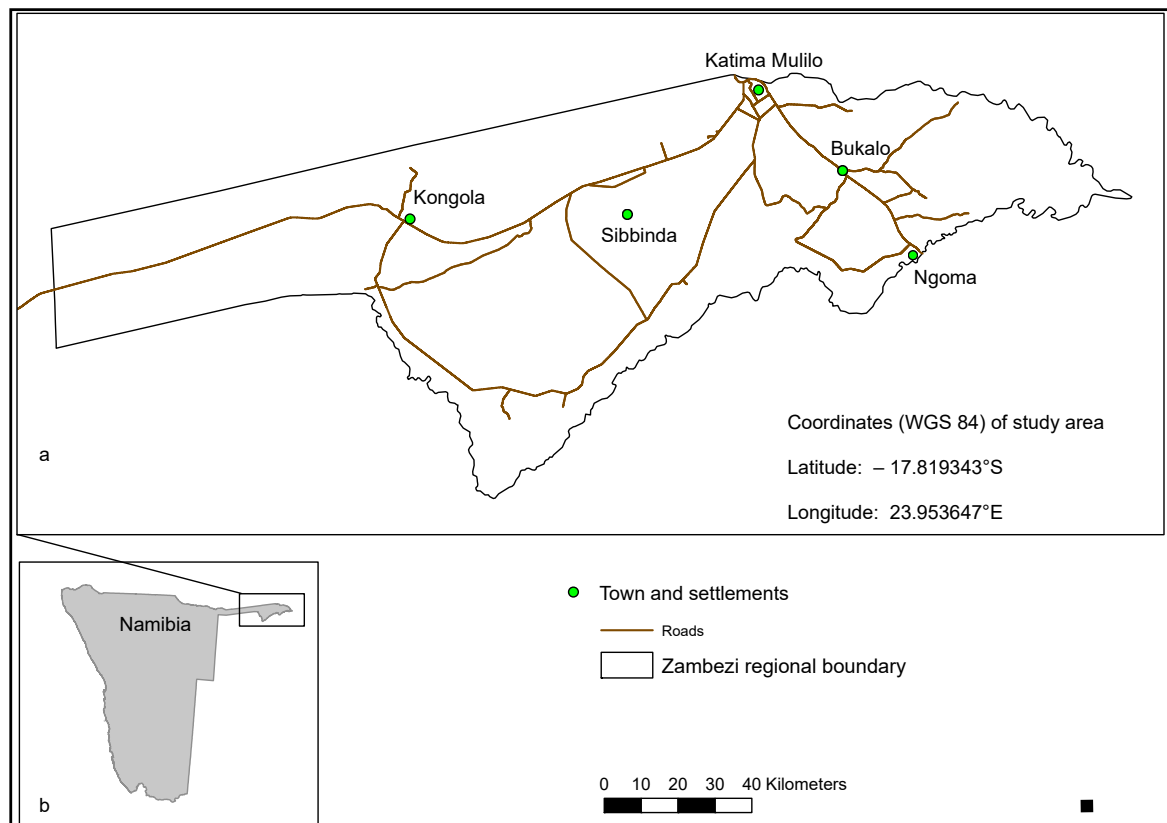 Katima Mulilo
Bukalo
Kongola
Sibbinda
Ngoma
Coordinates (WGS 84) of study area
a
Latitude: – 17.819343°S
Longitude: 23.953647°E
Namibia
b
Town and settlements
Roads
Zambezi regional boundary
0 10 20 30 40 Kilometers